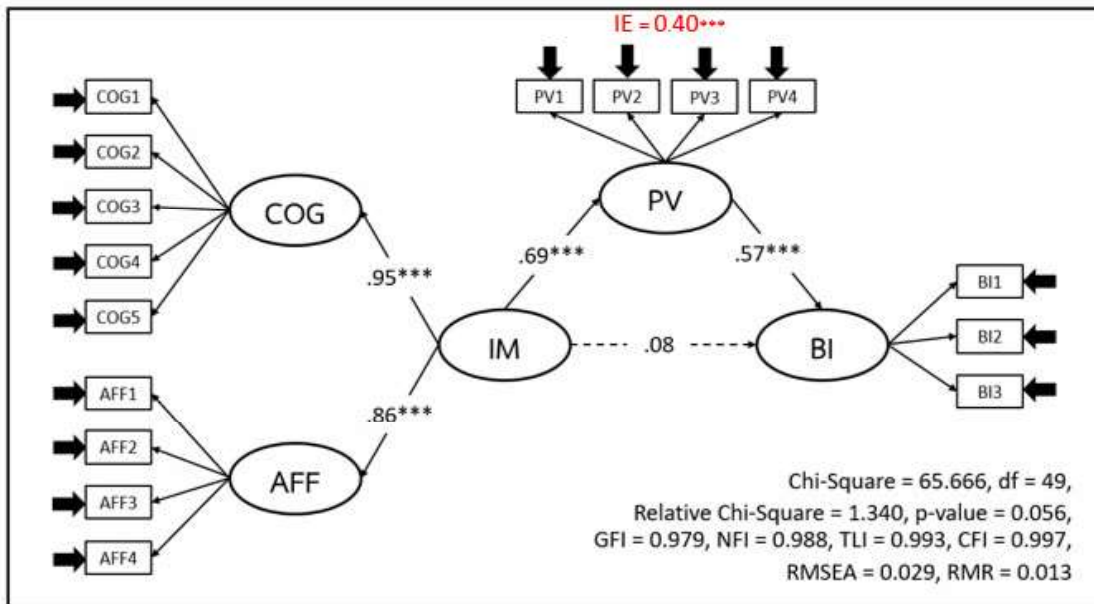 IE = 0.40***
PV1 PV2 PV3 PV4
COG1
COG2
COG3
COG4
COG5
COG
PV
.69***
.57***
.95***
IM
.08
BI
BI1
BI2
BI3
.86***
AFF1
AFF2
AFF3
AFF4
AFF
Chi-Square = 65.666, df = 49,
Relative Chi-Square = 1.340, p-value = 0.056,
GFI = 0.979, NFI = 0.988, TLI = 0.993, CFI = 0.997,
RMSEA = 0.029, RMR = 0.013